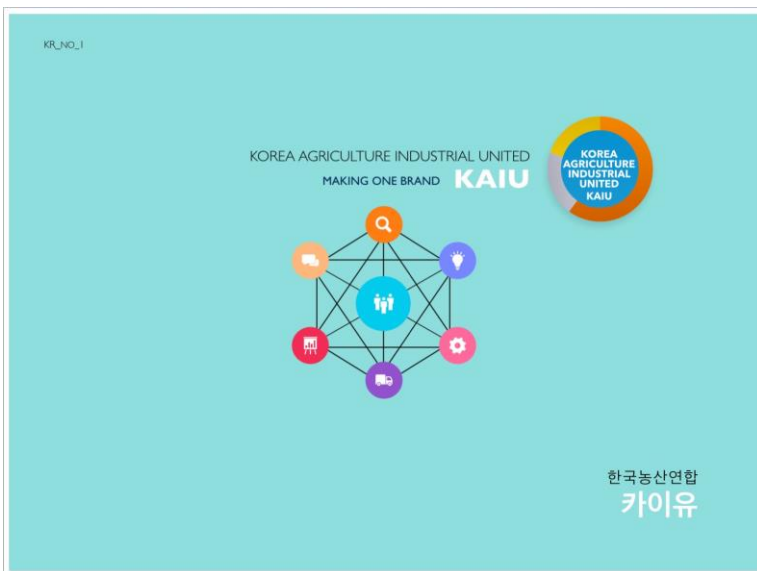 KR_NO_1
KOREA AGRICULTURE INDUSTRIAL UNITED
MAKING ONE BRAND KAIU
KOREA
AGRICULTURE
INDUSTRIAL
UNITED
KAIU
한국농산연합
카이유